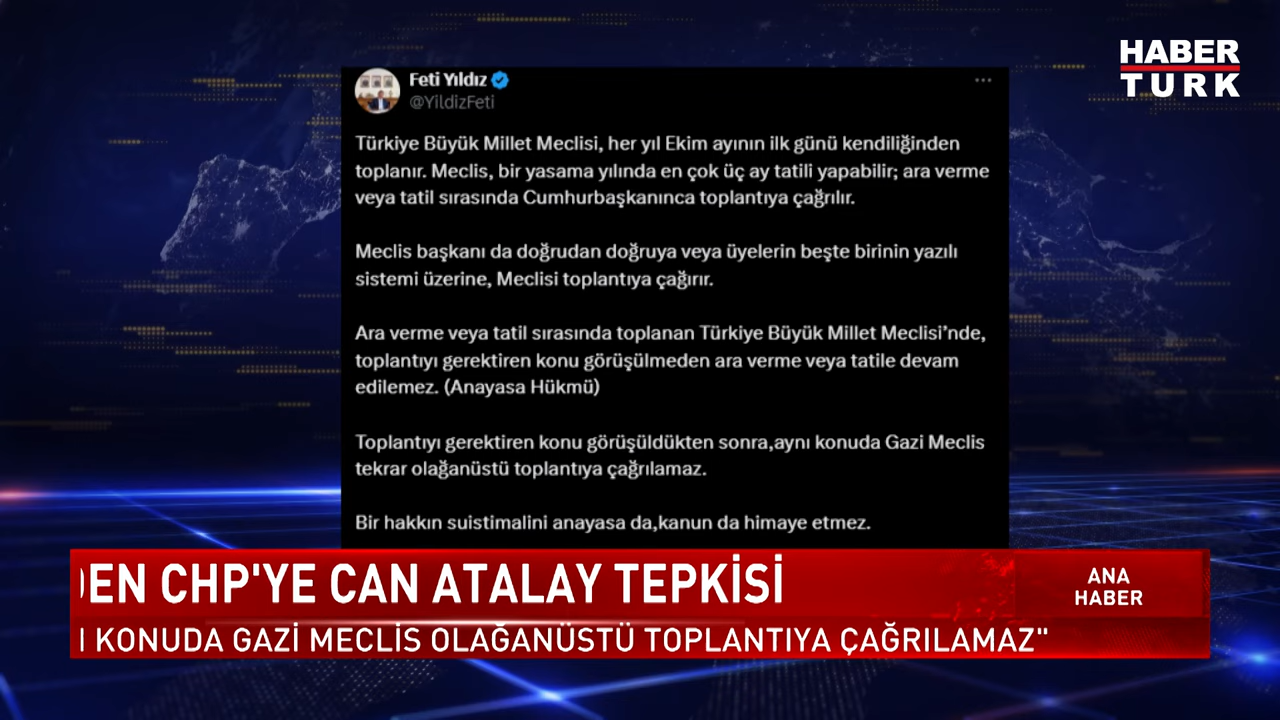 HABER
TURK
Feti Yıldız
@YildizFeti
Türkiye Büyük Millet Meclisi, her yıl Ekim ayının ilk günü kendiliğinden
toplanır. Meclis, bir yasama yılında en çok üç ay tatili yapabilir; ara verme
veya tatil sırasında Cumhurbaşkanınca toplantıya çağrılır.
Meclis başkanı da doğrudan doğruya veya üyelerin beşte birinin yazılı
sistemi üzerine, Meclisi toplantıya çağırır.
Ara verme veya tatil sırasında toplanan Türkiye Büyük Millet Meclisi’nde,
toplantıyı gerektiren konu görüşülmeden ara verme veya tatile devam
edilemez. (Anayasa Hükmü)
Toplantıyı gerektiren konu görüşüldükten sonra,aynı konuda Gazi Meclis
tekrar olağanüstü toplantıya çağrılamaz.
Bir hakkın suistimalini anayasa da,kanun da himaye etmez.
DEN CHP'YE CAN ATALAY TEPKİSİ
I KONUDA GAZİ MECLİS OLAĞANÜSTÜ TOPLANTIYA ÇAĞRILAMAZ"
ANA
HABER